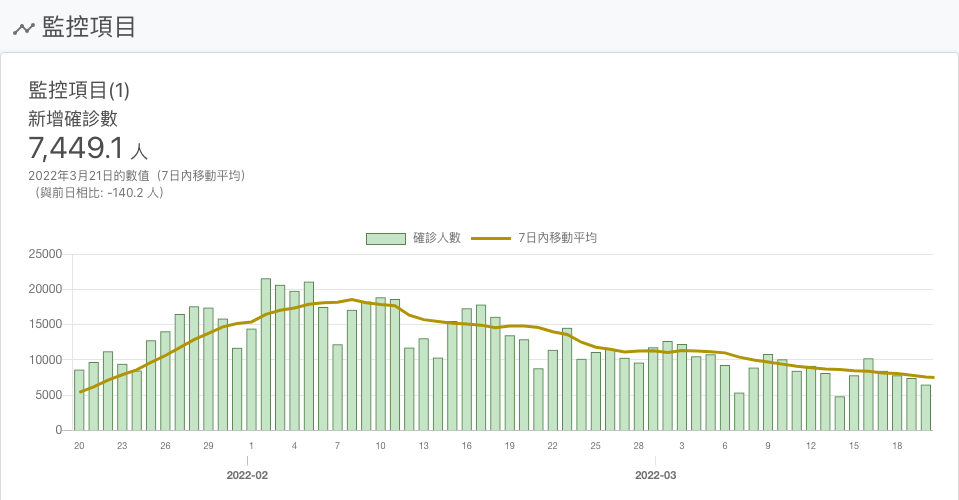 監控項目
監控項目(1)
新增確診數
7,449.1 人
2022年3月21日的數值（7日內移動平均）
（與前日相比: -140.2 人）
確診人數 7日內移動平均
25000
20000
15000
10000
5000
0
20 23 26 29 1 4 7 10 13 16 19 22 25 28 3 6 9 12 15 18
2022-02 2022-03